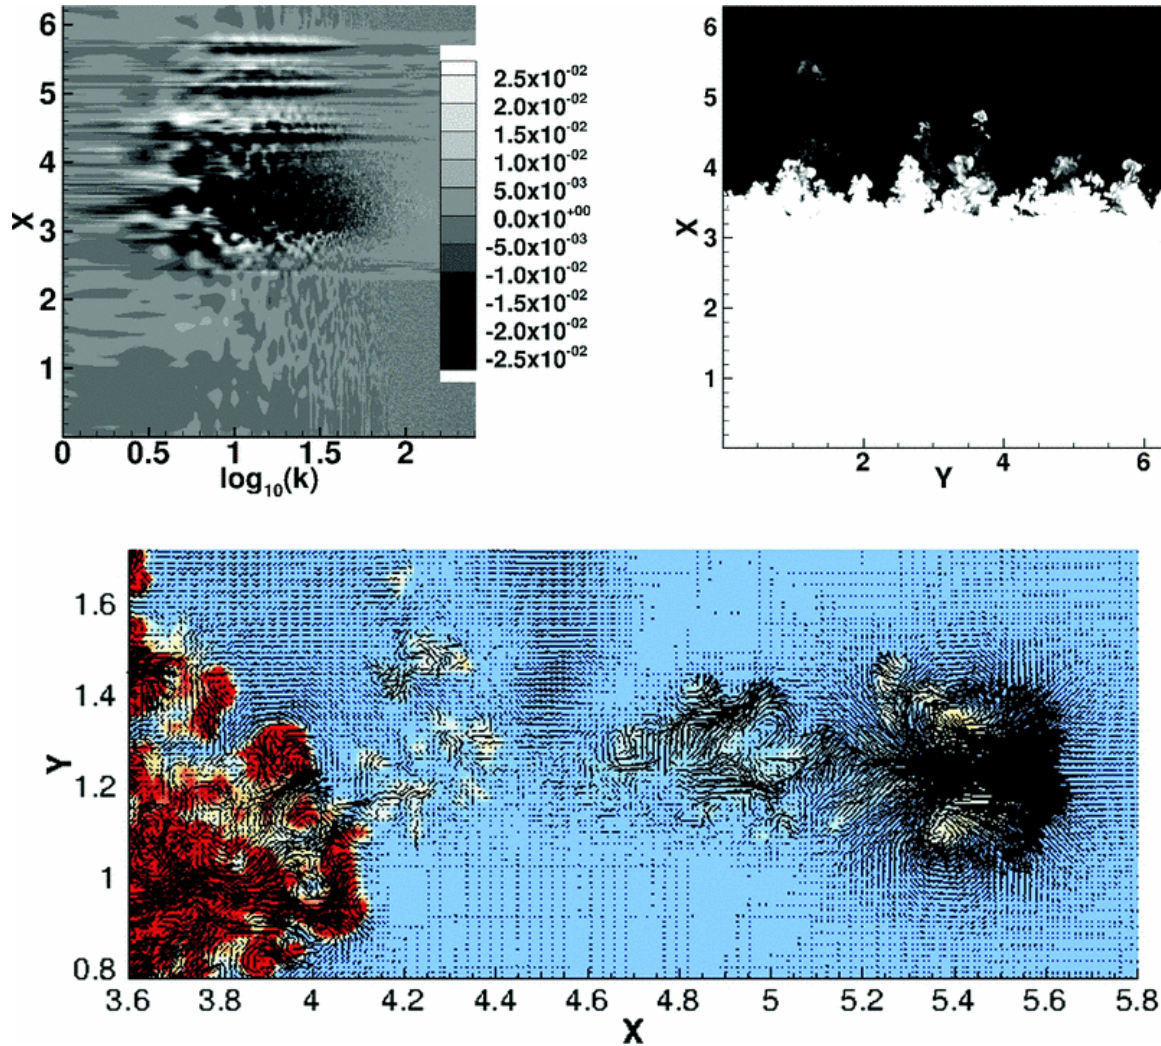 6
5
4
3
2
1
X
0
0.5
1
1.5
2
log₁₀(k)
2.5x10⁻⁰²
2.0x10⁻⁰²
1.5x10⁻⁰²
1.0x10⁻⁰²
5.0x10⁻⁰³
0.0x10⁺⁰⁰
-5.0x10⁻⁰³
-1.0x10⁻⁰²
-1.5x10⁻⁰²
-2.0x10⁻⁰²
-2.5x10⁻⁰²
6
5
4
3
2
1
X
2
4
6
Y
1.6
1.4
1.2
1
0.8
Y
3.6
3.8
4
4.2
4.4
4.6
4.8
5
5.2
5.4
5.6
5.8
X